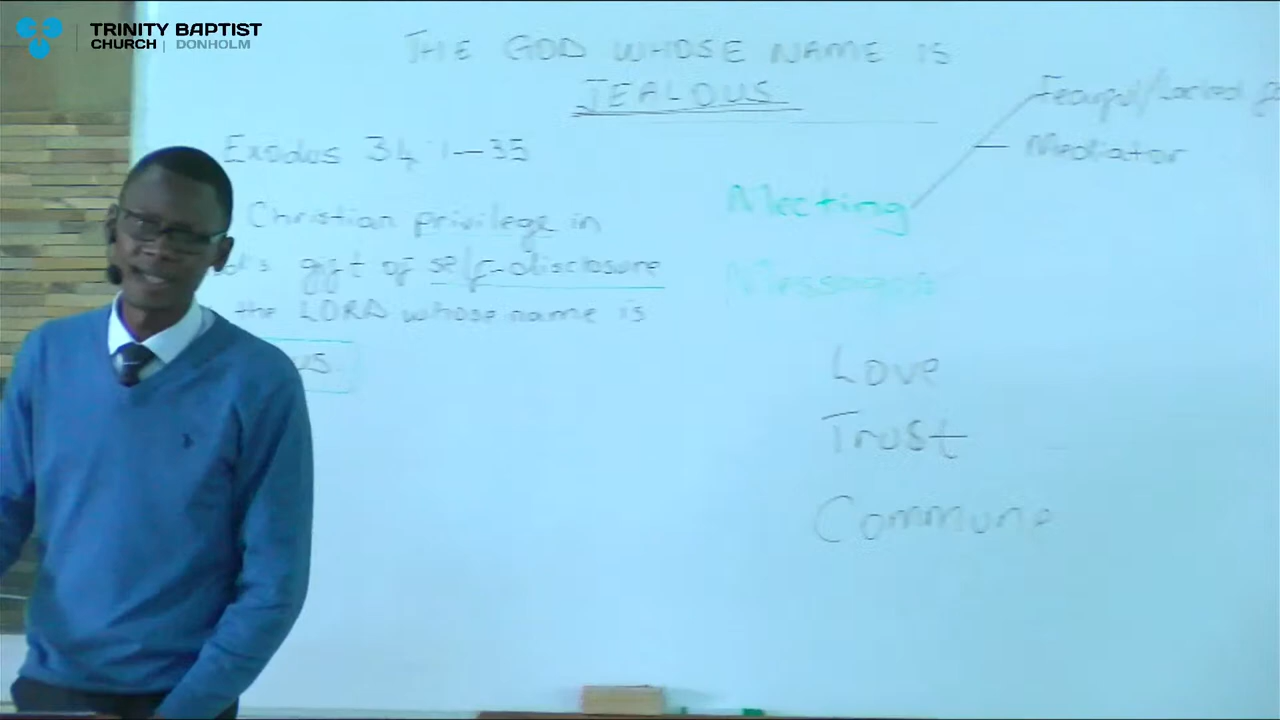 TRINITY BAPTIST
CHURCH | DONHOLM
THE GOD WHOSE NAME IS
JEALOUS
Exodus 34:1-35
Christian privilege in
gift of self-disclosure
the LORD whose name is
Meeting
Fearful/
Mediator
Love
Trust
Commune